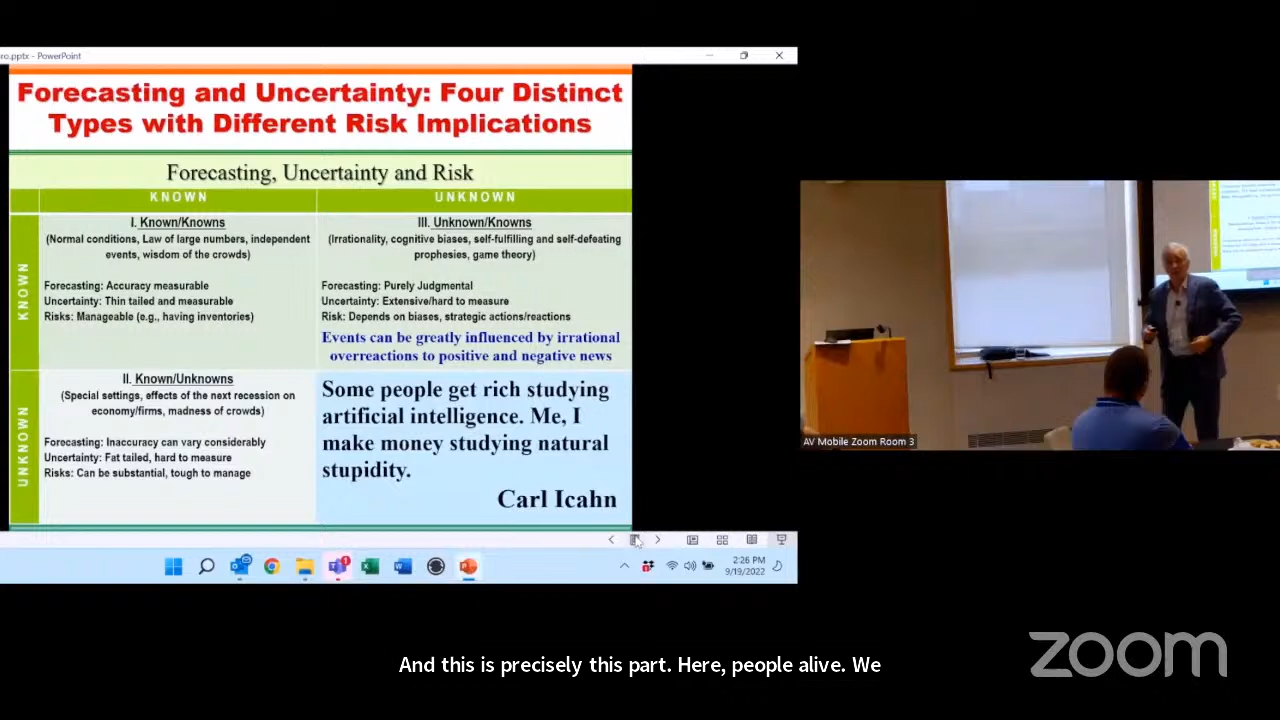 ro.pptx - PowerPoint
Forecasting and Uncertainty: Four Distinct
Types with Different Risk Implications
Forecasting, Uncertainty and Risk
KNOWN
UNKNOWN
KNOWN
I. Known/Knowns
(Normal conditions, Law of large numbers, independent
events, wisdom of the crowds)
Forecasting: Accuracy measurable
Uncertainty: Thin tailed and measurable
Risks: Manageable (e.g., having inventories)
III. Unknown/Knowns
(Irrationality, cognitive biases, self-fulfilling and self-defeating
prophesies, game theory)
Forecasting: Purely Judgmental
Uncertainty: Extensive/hard to measure
Risk: Depends on biases, strategic actions/reactions
Events can be greatly influenced by irrational
overreactions to positive and negative news
UNKNOWN
II. Known/Unknowns
(Special settings, effects of the next recession on
economy/firms, madness of crowds)
Forecasting: Inaccuracy can vary considerably
Uncertainty: Fat tailed, hard to measure
Risks: Can be substantial, tough to manage
Some people get rich studying
artificial intelligence. Me, I
make money studying natural
stupidity.
Carl Icahn
2:26 PM
9/19/2022
AV Mobile Zoom Room 3
And this is precisely this part. Here, people alive. We
zoom